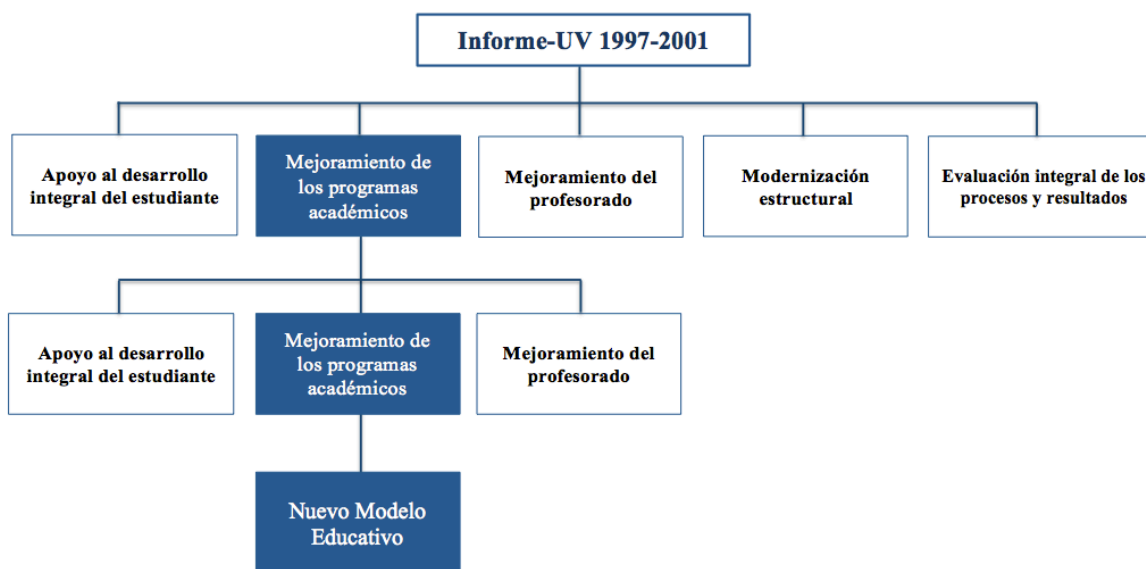 Informe-UV 1997-2001
Apoyo al desarrollo
integral del estudiante
Mejoramiento de
los programas
académicos
Mejoramiento del
profesorado
Modernización
estructural
Evaluación integral de los
procesos y resultados
Apoyo al desarrollo
integral del estudiante
Mejoramiento de
los programas
académicos
Mejoramiento del
profesorado
Nuevo Modelo
Educativo